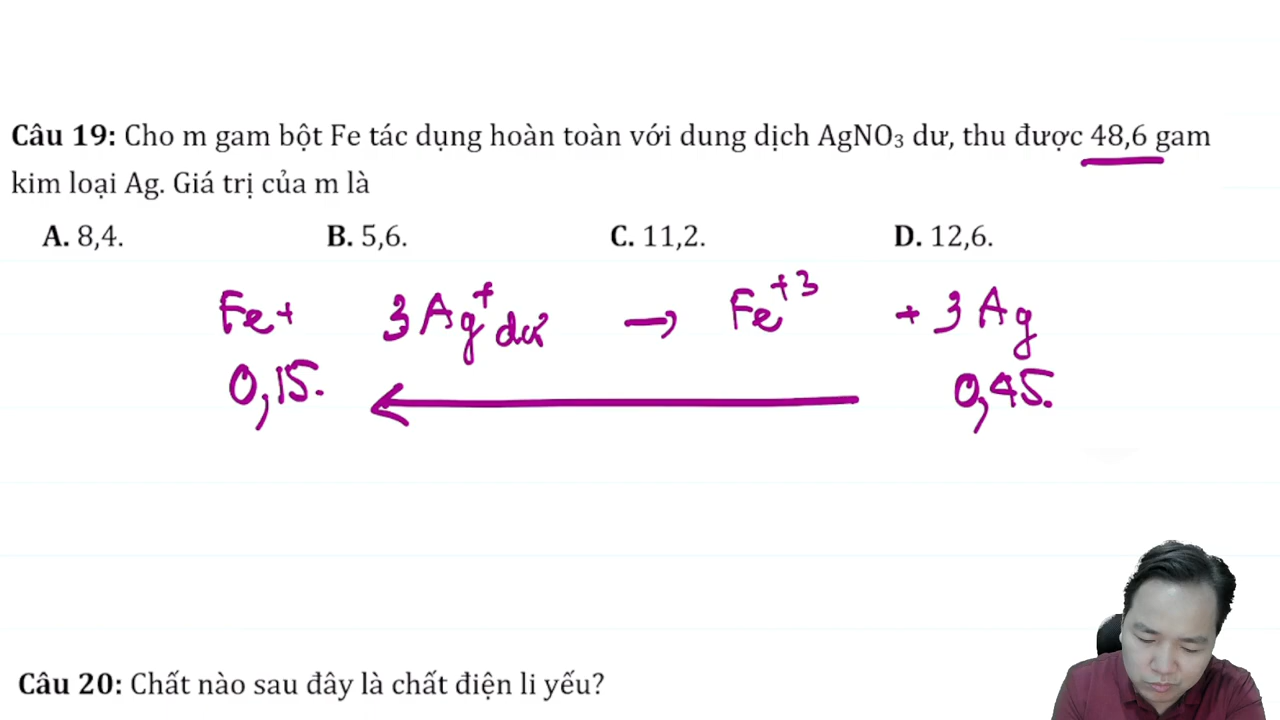 Câu 19: Cho m gam bột Fe tác dụng hoàn toàn với dung dịch AgNO₃ dư, thu được 48,6 gam
kim loại Ag. Giá trị của m là
A. 8,4. B. 5,6. C. 11,2. D. 12,6.
Fe + 3Ag⁺ dư → Fe⁺³ + 3Ag
0,15. 0,45.
Câu 20: Chất nào sau đây là chất điện li yếu?